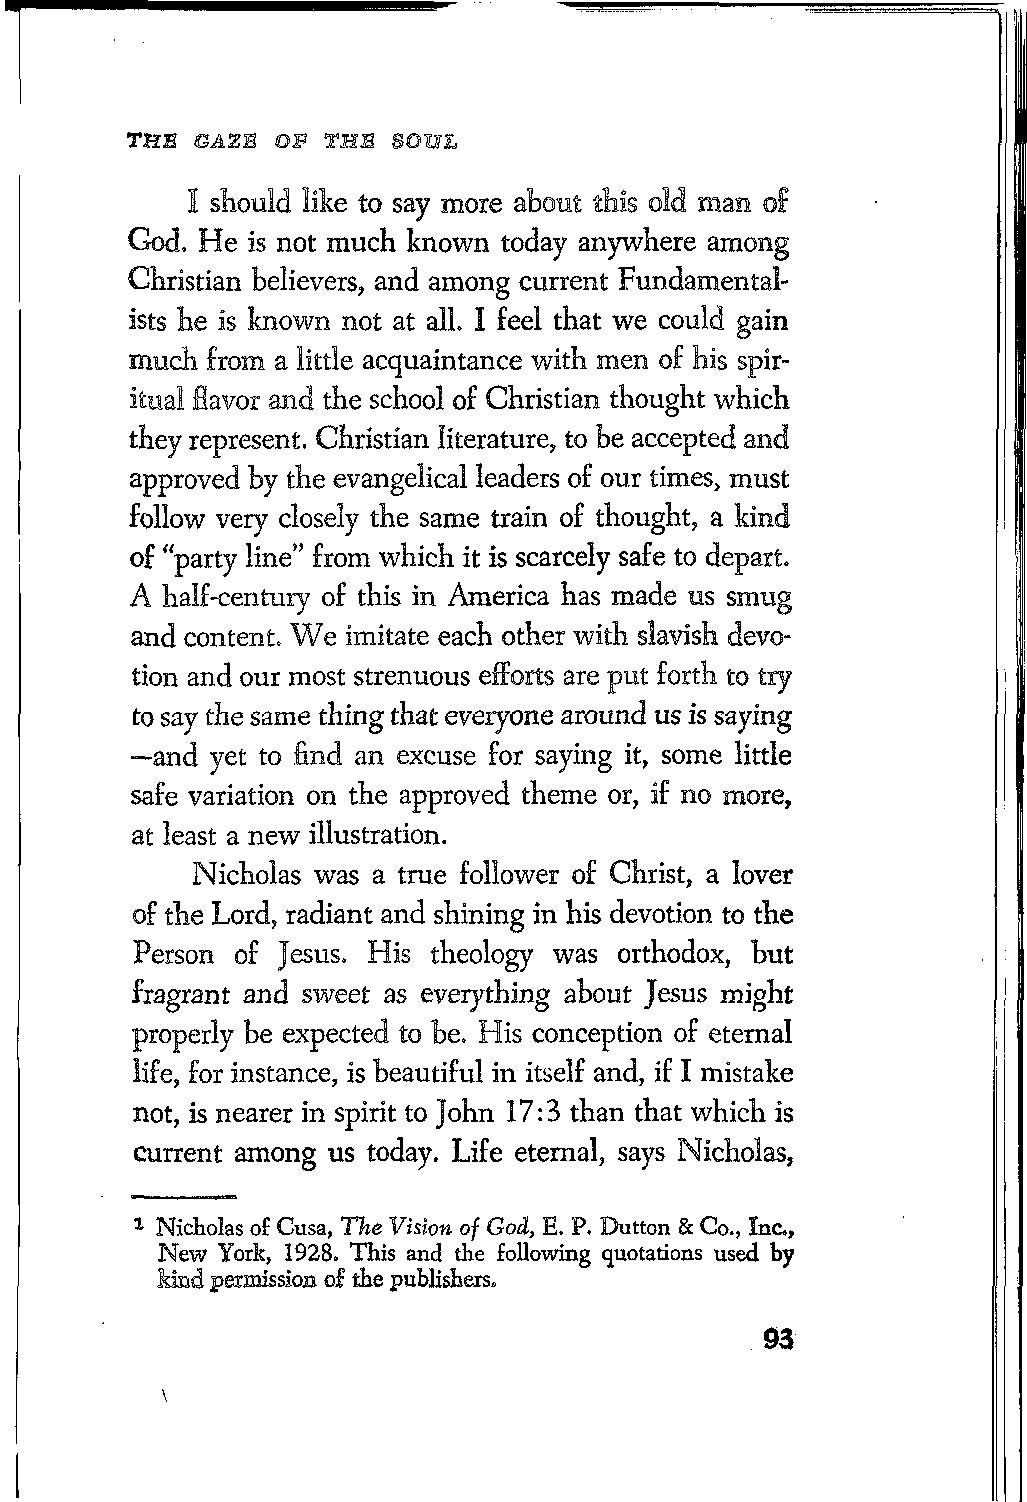 THE GAZE OF THE SOUL
I should like to say more about this old man of
God. He is not much known today anywhere among
Christian believers, and among current Fundamental-
ists he is known not at all. I feel that we could gain
much from a little acquaintance with men of his spir-
itual flavor and the school of Christian thought which
they represent. Christian literature, to be accepted and
approved by the evangelical leaders of our times, must
follow very closely the same train of thought, a kind
of “party line” from which it is scarcely safe to depart.
A half-century of this in America has made us smug
and content. We imitate each other with slavish devo-
tion and our most strenuous efforts are put forth to try
to say the same thing that everyone around us is saying
—and yet to find an excuse for saying it, some little
safe variation on the approved theme or, if no more,
at least a new illustration.
Nicholas was a true follower of Christ, a lover
of the Lord, radiant and shining in his devotion to the
Person of Jesus. His theology was orthodox, but
fragrant and sweet as everything about Jesus might
properly be expected to be. His conception of eternal
life, for instance, is beautiful in itself and, if I mistake
not, is nearer in spirit to John 17:3 than that which is
current among us today. Life eternal, says Nicholas,
1 Nicholas of Cusa, The Vision of God, E. P. Dutton & Co., Inc.,
New York, 1928. This and the following quotations used by
kind permission of the publishers.
93